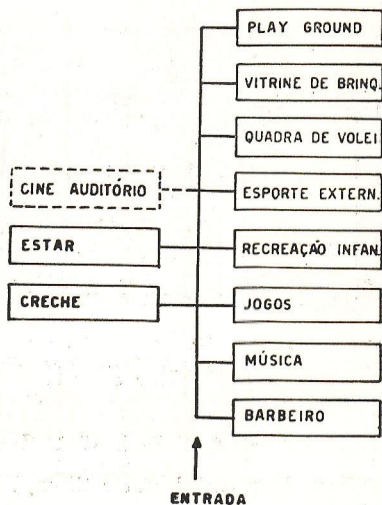 PLAY GROUND
VITRINE DE BRINQ.
QUADRA DE VOLEI
CINE AUDITÓRIO
ESPORTE EXTERN.
ESTAR
RECREAÇÃO INFAN.
CRECHE
JOGOS
MÚSICA
BARBEIRO
ENTRADA